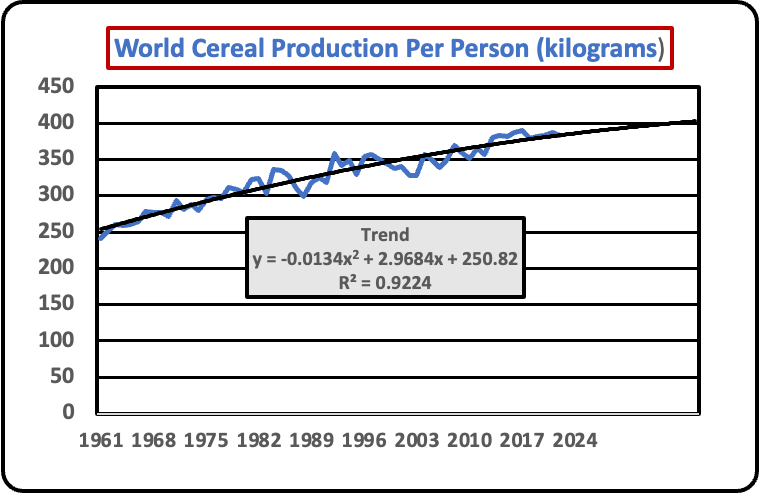 World Cereal Production Per Person (kilograms)
450
400
350
300
250
200
150
100
50
0
Trend
y = -0.0134x² + 2.9684x + 250.82
R² = 0.9224
1961 1968 1975 1982 1989 1996 2003 2010 2017 2024